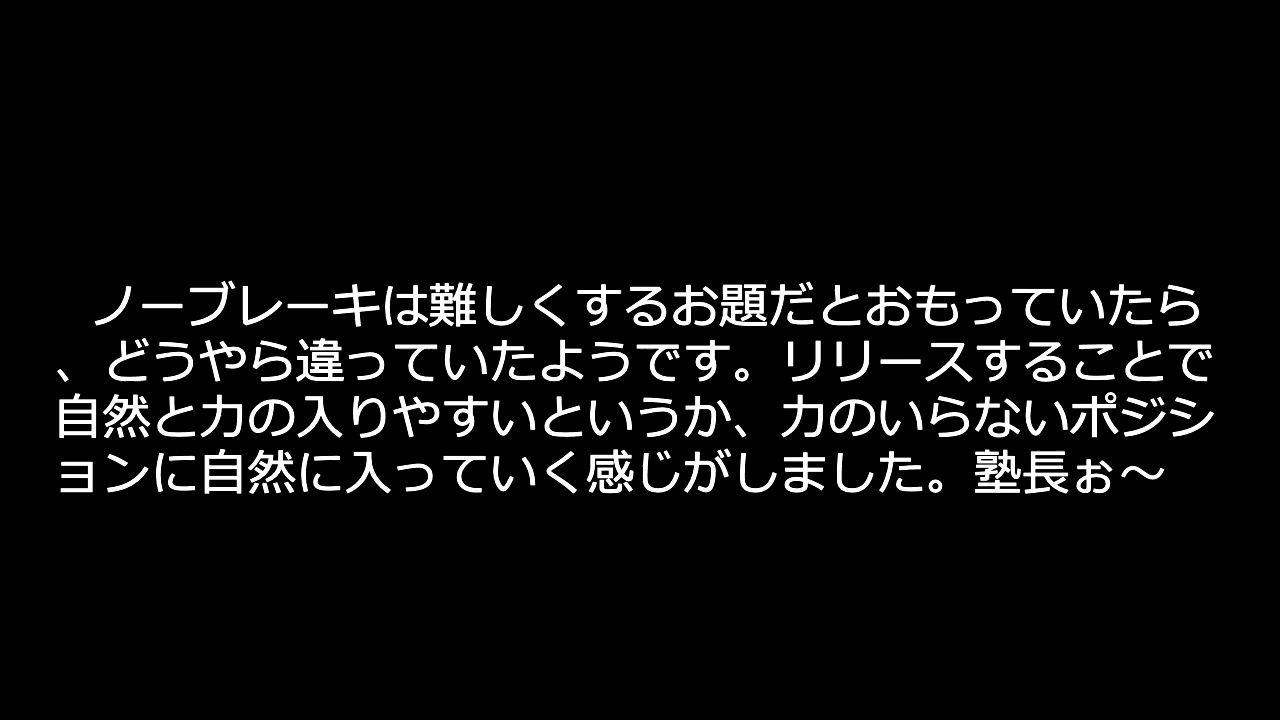 ノーブレーキは難しくするお題だとおもっていたら
、どうやら違っていたようです。リリースすることで
自然と力の入りやすいというか、力のいらないポジシ
ョンに自然に入っていく感じがしました。塾長ぉ～